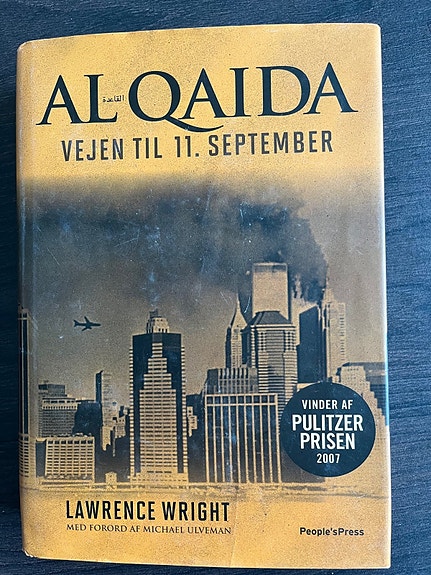 AL القاعدة QAIDA
VEJEN TIL 11. SEPTEMBER
VINDER AF
PULITZER
PRISEN
2007
LAWRENCE WRIGHT
MED FORORD AF MICHAEL ULVEMAN
People'sPress